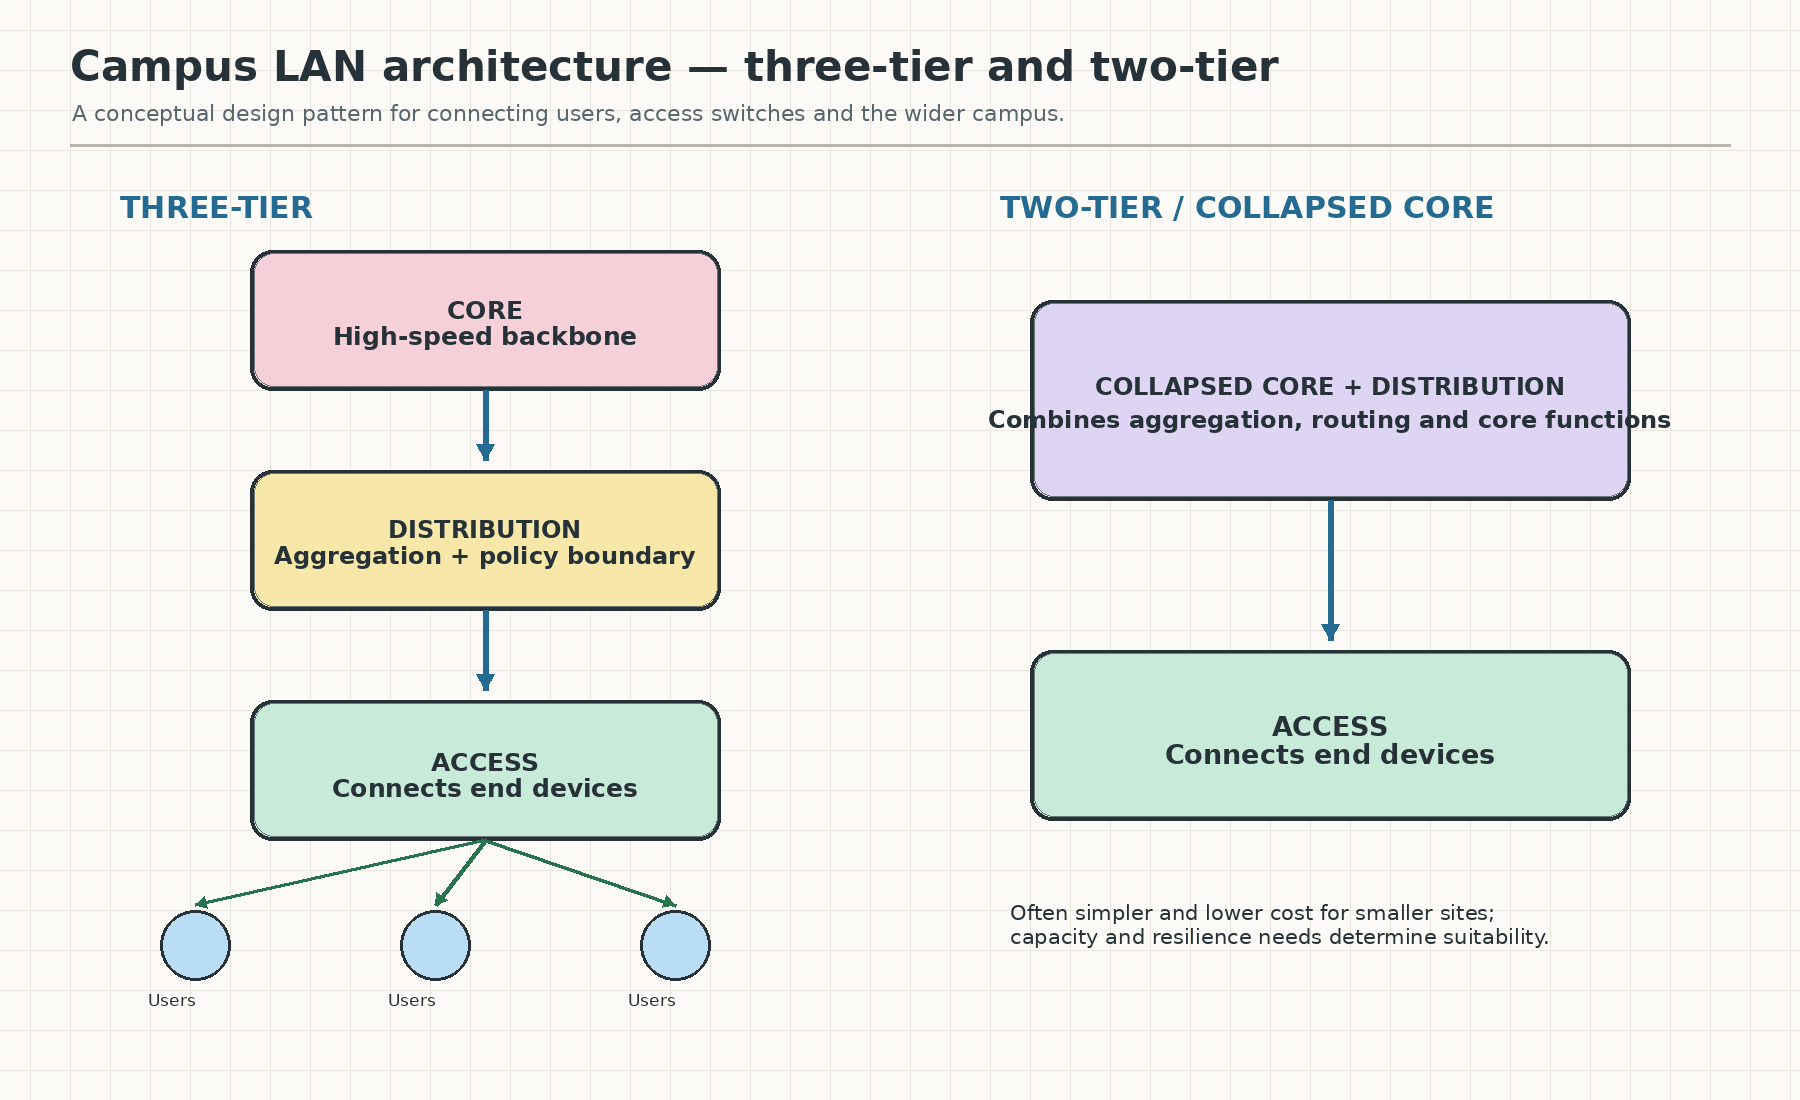 Campus LAN architecture — three-tier and two-tier
A conceptual design pattern for connecting users, access switches and the wider campus.
THREE-TIER
CORE
High-speed backbone
DISTRIBUTION
Aggregation + policy boundary
ACCESS
Connects end devices
Users
Users
Users
TWO-TIER / COLLAPSED CORE
COLLAPSED CORE + DISTRIBUTION
Combines aggregation, routing and core functions
ACCESS
Connects end devices
Often simpler and lower cost for smaller sites;
capacity and resilience needs determine suitability.